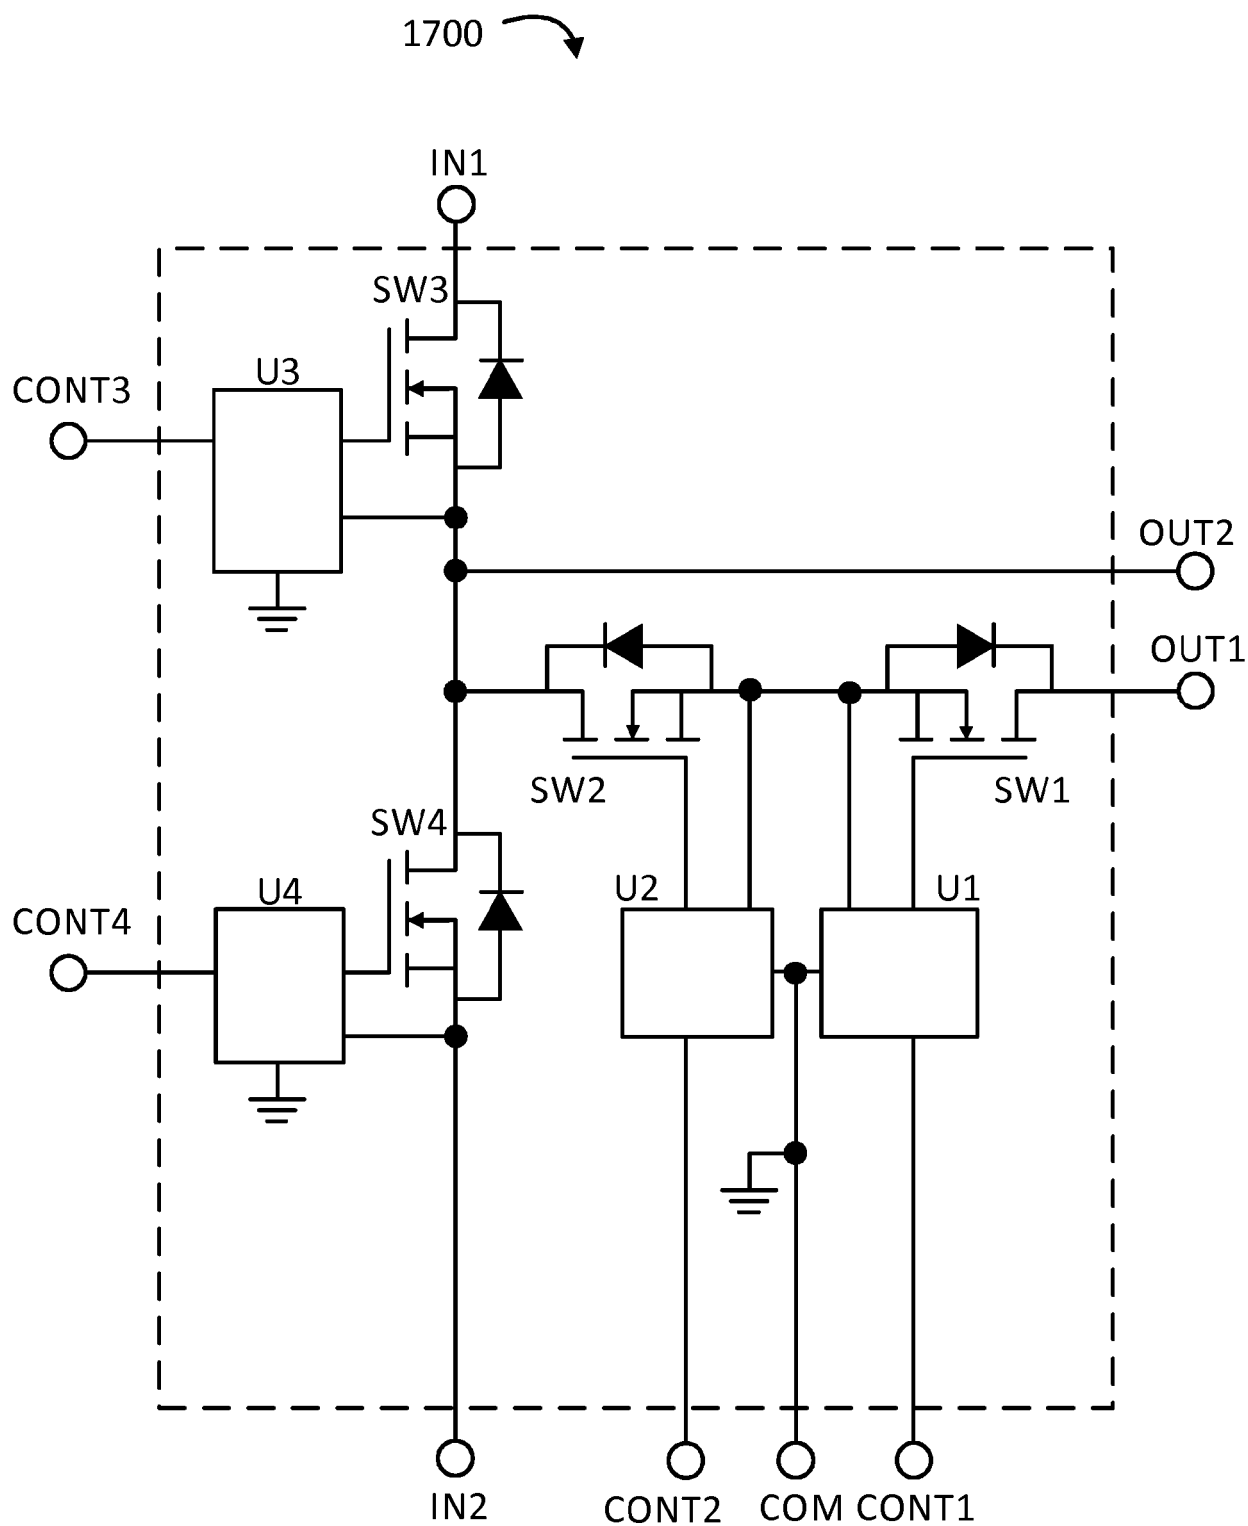 1700
IN1
SW3
U3
CONT3
OUT2
OUT1
SW2
SW1
SW4
U4
U2
U1
CONT4
IN2
CONT2
COM
CONT1